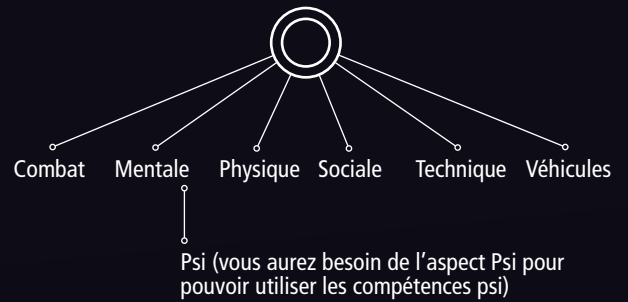 Combat Mentale Physique Sociale Technique Véhicules
Psi (vous aurez besoin de l'aspect Psi pour
pouvoir utiliser les compétences psi)